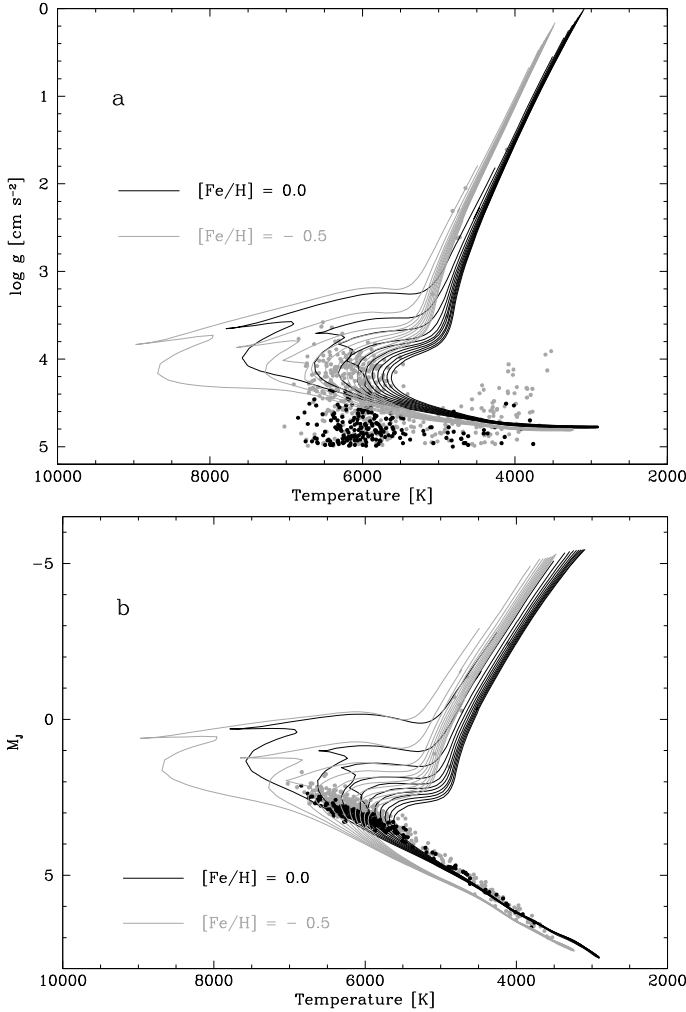 0
1
a
2
[Fe/H] = 0.0
[Fe/H] = − 0.5
log g [cm s⁻²]
3
4
5
10000 8000 6000 4000 2000
Temperature [K]
−5
b
0
M_J
5
[Fe/H] = 0.0
[Fe/H] = − 0.5
10000 8000 6000 4000 2000
Temperature [K]